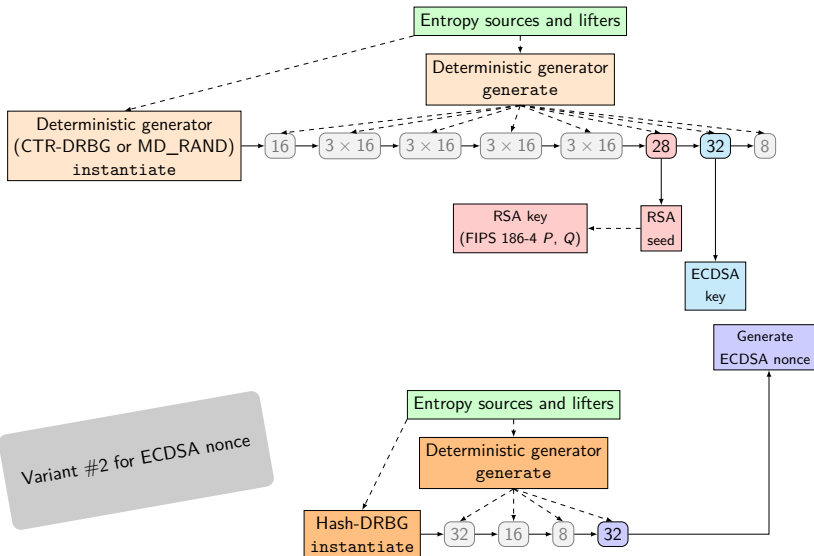 Entropy sources and lifters
Deterministic generator
generate
Deterministic generator
(CTR-DRBG or MD_RAND)
instantiate
16
3 × 16
3 × 16
3 × 16
3 × 16
28
32
8
RSA key
(FIPS 186-4 P, Q)
RSA
seed
ECDSA
key
Generate
ECDSA nonce
Entropy sources and lifters
Variant #2 for ECDSA nonce
Deterministic generator
generate
Hash-DRBG
instantiate
32
16
8
32